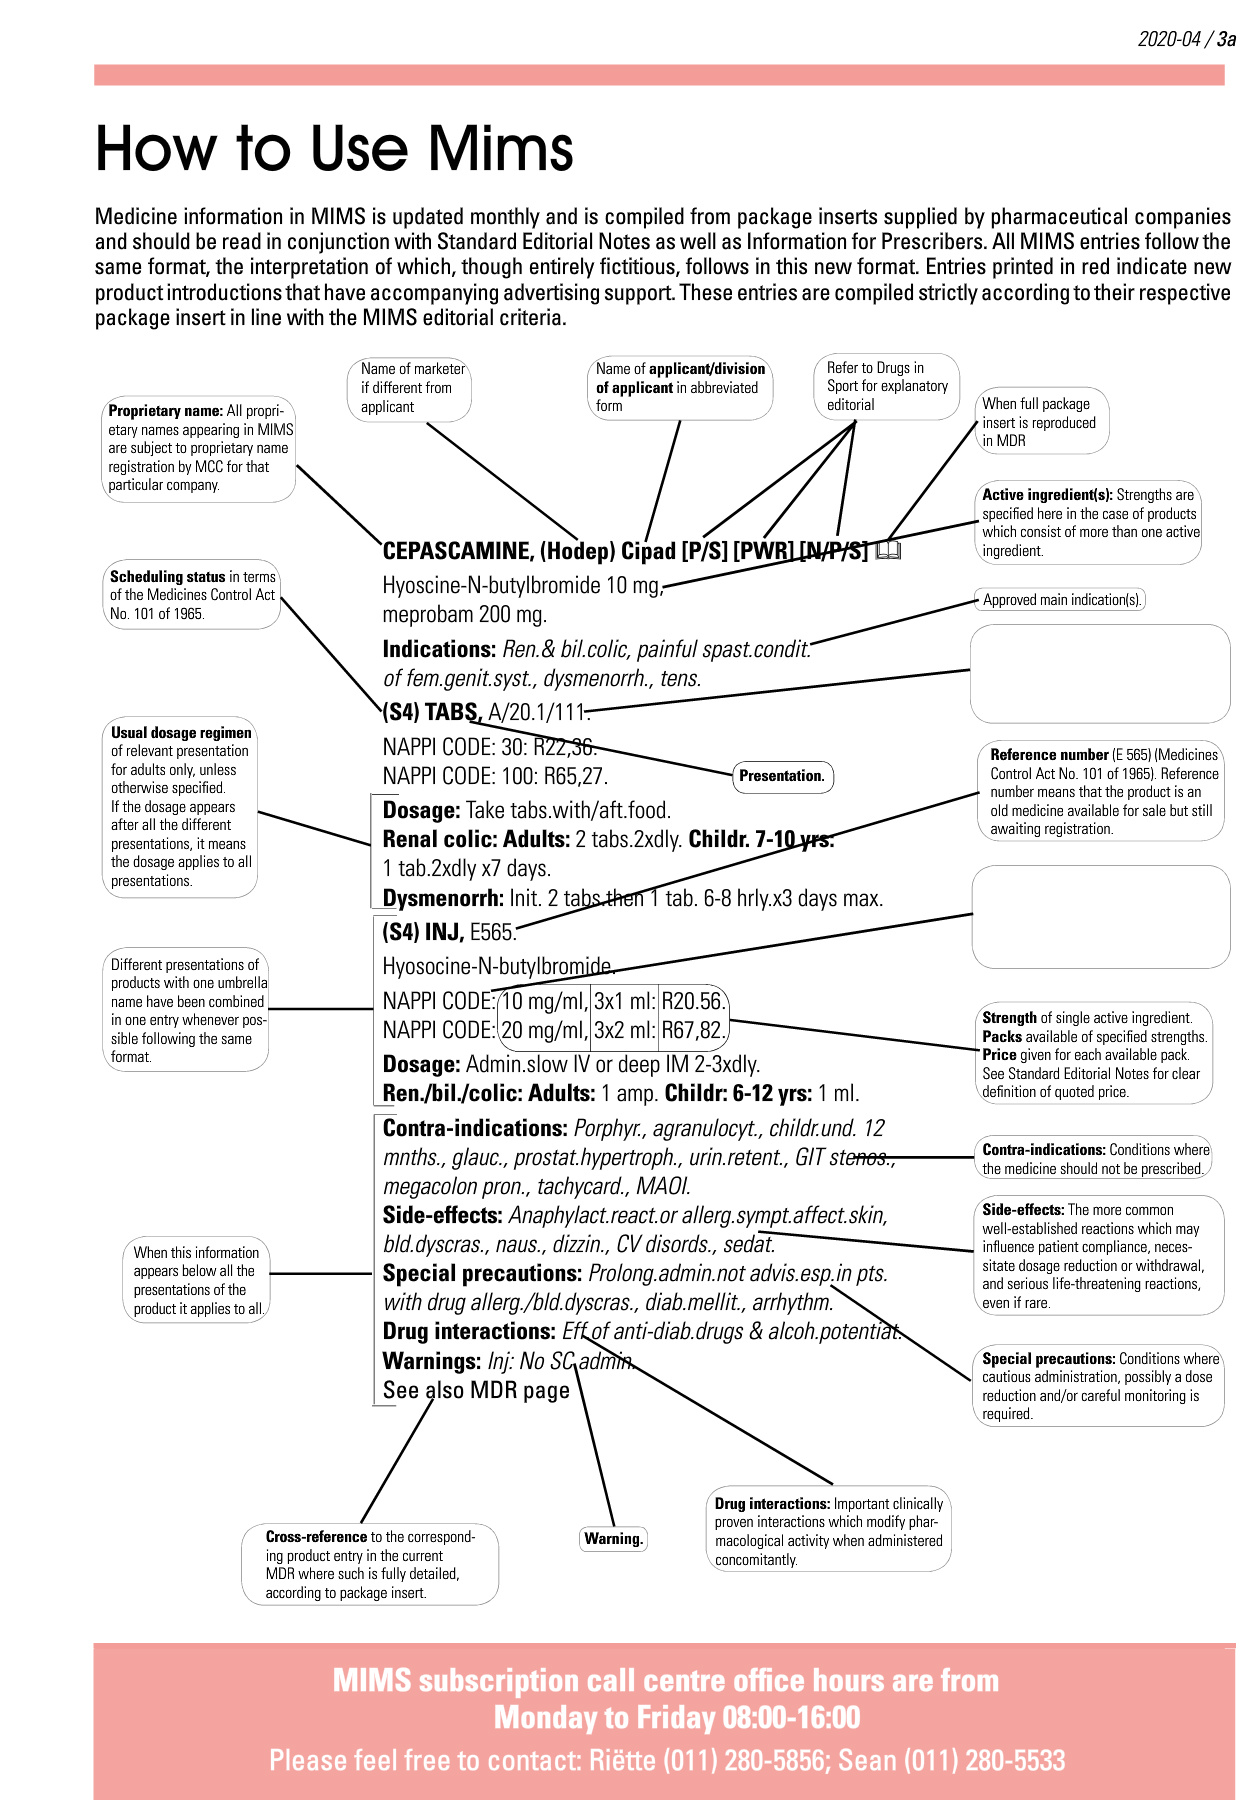 2020-04 / 3a
How to Use Mims
Medicine information in MIMS is updated monthly and is compiled from package inserts supplied by pharmaceutical companies
and should be read in conjunction with Standard Editorial Notes as well as Information for Prescribers. All MIMS entries follow the
same format, the interpretation of which, though entirely fictitious, follows in this new format. Entries printed in red indicate new
product introductions that have accompanying advertising support. These entries are compiled strictly according to their respective
package insert in line with the MIMS editorial criteria.
Name of marketer
if different from
applicant
Name of applicant/division
of applicant in abbreviated
form
Refer to Drugs in
Sport for explanatory
editorial
When full package
insert is reproduced
in MDR
Proprietary name: All propri-
etary names appearing in MIMS
are subject to proprietary name
registration by MCC for that
particular company.
Active ingredient(s): Strengths are
specified here in the case of products
which consist of more than one active
ingredient.
Scheduling status in terms
of the Medicines Control Act
No. 101 of 1965.
Approved main indication(s).
Usual dosage regimen
of relevant presentation
for adults only, unless
otherwise specified.
If the dosage appears
after all the different
presentations, it means
the dosage applies to all
presentations.
Different presentations of
products with one umbrella
name have been combined
in one entry whenever pos-
sible following the same
format.
When this information
appears below all the
presentations of the
product it applies to all.
CEPASCAMINE, (Hodep) Cipad [P/S] [PWR] [N/P/S]
Hyoscine-N-butylbromide 10 mg,
meprobam 200 mg.
Indications: Ren.& bil.colic, painful spast.condit.
of fem.genit.syst., dysmenorrh., tens.
(S4) TABS, A/20.1/111.
NAPPI CODE: 30: R22,36.
NAPPI CODE: 100: R65,27.
Presentation.
Dosage: Take tabs.with/aft.food.
Renal colic: Adults: 2 tabs.2xdly. Childr. 7-10 yrs:
1 tab.2xdly x7 days.
Dysmenorrh: Init. 2 tabs.then 1 tab. 6-8 hrly.x3 days max.
(S4) INJ, E565.
Hyosocine-N-butylbromide.
NAPPI CODE: 10 mg/ml, 3x1 ml: R20.56.
NAPPI CODE: 20 mg/ml, 3x2 ml: R67,82.
Dosage: Admin.slow IV or deep IM 2-3xdly.
Ren./bil./colic: Adults: 1 amp. Childr: 6-12 yrs: 1 ml.
Contra-indications: Porphyr., agranulocyt., childr.und. 12
mnths., glauc., prostat.hypertroph., urin.retent., GIT stenos.,
megacolon pron., tachycard., MAOI.
Side-effects: Anaphylact.react.or allerg.sympt.affect.skin,
bld.dyscras., naus., dizzin., CV disords., sedat.
Special precautions: Prolong.admin.not advis.esp.in pts.
with drug allerg./bld.dyscras., diab.mellit., arrhythm.
Drug interactions: Eff.of anti-diab.drugs & alcoh.potentiat.
Warnings: Inj: No SC admin.
See also MDR page
Reference number (E 565) (Medicines
Control Act No. 101 of 1965). Reference
number means that the product is an
old medicine available for sale but still
awaiting registration.
Strength of single active ingredient.
Packs available of specified strengths.
Price given for each available pack.
See Standard Editorial Notes for clear
definition of quoted price.
Contra-indications: Conditions where
the medicine should not be prescribed.
Side-effects: The more common
well-established reactions which may
influence patient compliance, neces-
sitate dosage reduction or withdrawal,
and serious life-threatening reactions,
even if rare.
Special precautions: Conditions where
cautious administration, possibly a dose
reduction and/or careful monitoring is
required.
Cross-reference to the correspond-
ing product entry in the current
MDR where such is fully detailed,
according to package insert.
Warning.
Drug interactions: Important clinically
proven interactions which modify phar-
macological activity when administered
concomitantly.
MIMS subscription call centre office hours are from
Monday to Friday 08:00-16:00
Please feel free to contact: Riëtte (011) 280-5856; Sean (011) 280-5533